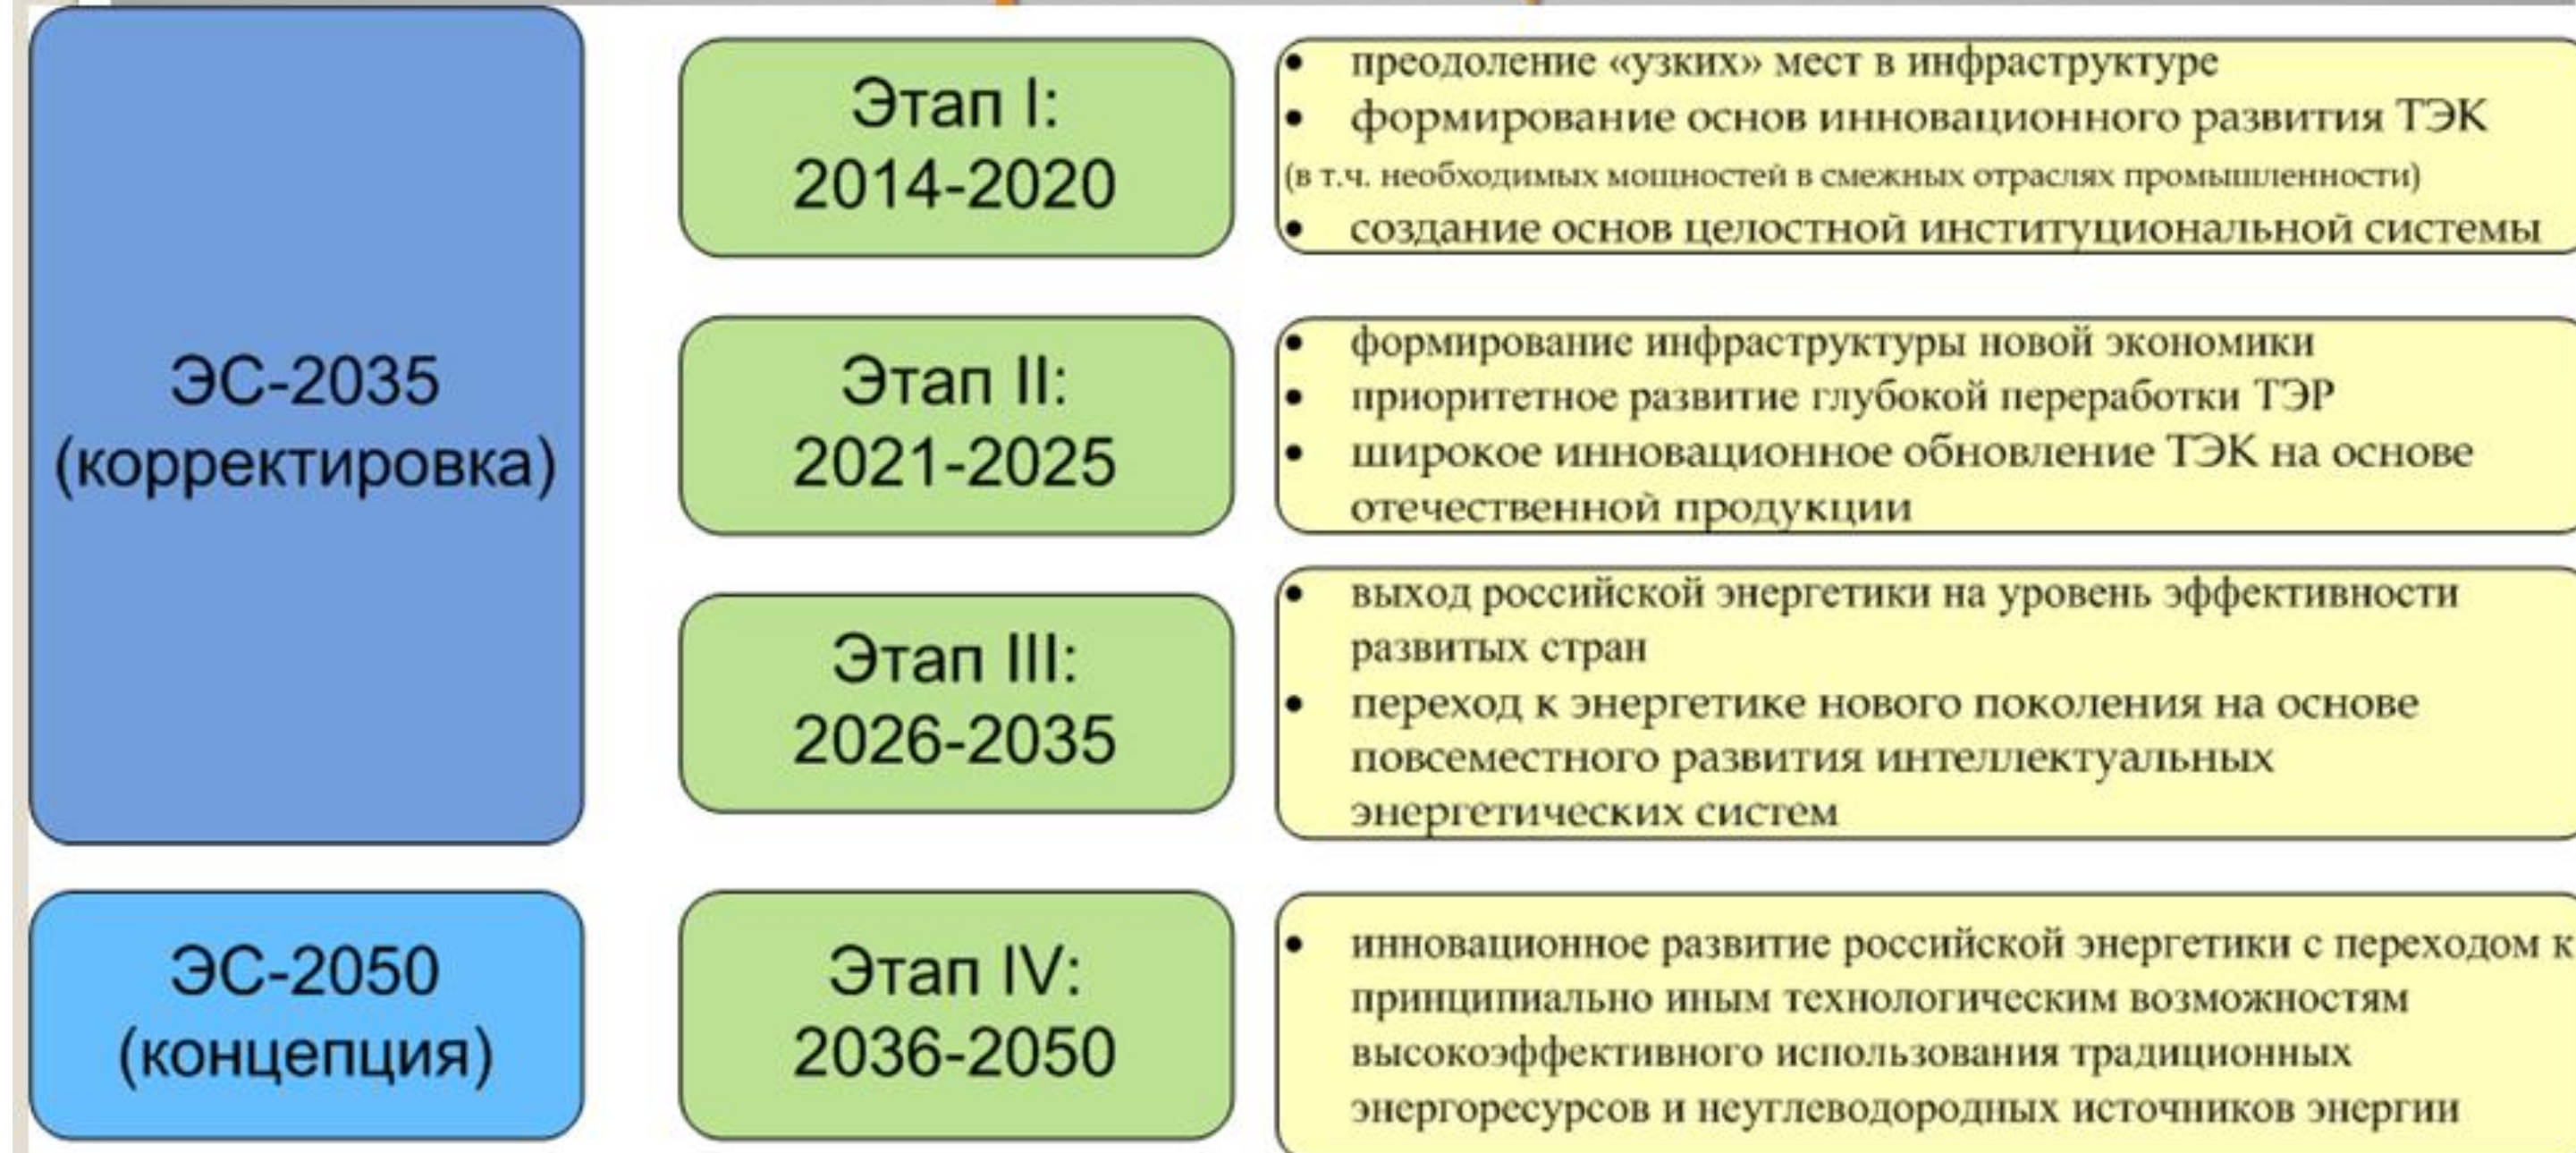 ЭС-2035
(корректировка)
Этап I:
2014-2020
• преодоление «узких» мест в инфраструктуре
• формирование основ инновационного развития ТЭК
(в т.ч. необходимых мощностей в смежных отраслях промышленности)
• создание основ целостной институциональной системы
Этап II:
2021-2025
• формирование инфраструктуры новой экономики
• приоритетное развитие глубокой переработки ТЭР
• широкое инновационное обновление ТЭК на основе
отечественной продукции
Этап III:
2026-2035
• выход российской энергетики на уровень эффективности
развитых стран
• переход к энергетике нового поколения на основе
повсеместного развития интеллектуальных
энергетических систем
ЭС-2050
(концепция)
Этап IV:
2036-2050
• инновационное развитие российской энергетики с переходом к
принципиально иным технологическим возможностям
высокоэффективного использования традиционных
энергоресурсов и неуглеводородных источников энергии